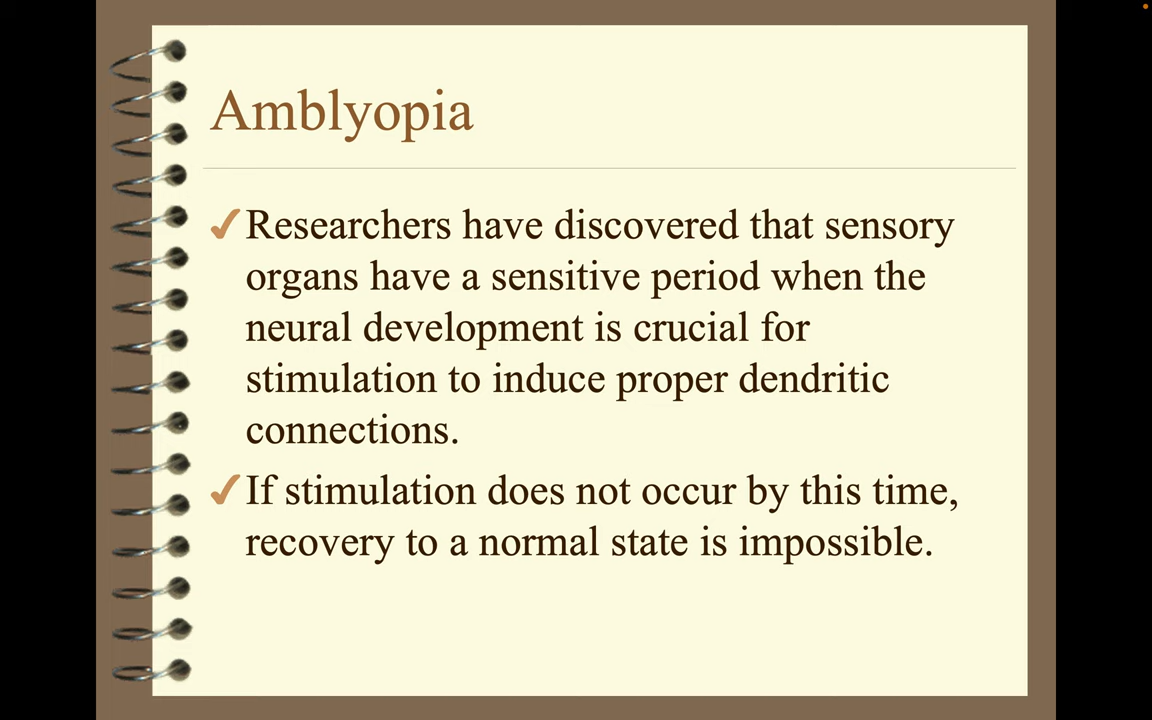 Amblyopia
✓Researchers have discovered that sensory
organs have a sensitive period when the
neural development is crucial for
stimulation to induce proper dendritic
connections.
✓If stimulation does not occur by this time,
recovery to a normal state is impossible.